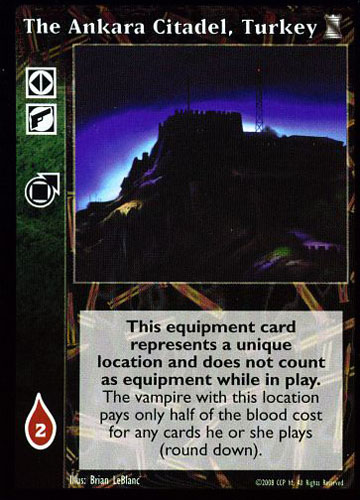 The Ankara Citadel, Turkey
This equipment card
represents a unique
location and does not count
as equipment while in play.
The vampire with this location
pays only half of the blood cost
for any cards he or she plays
(round down).
2
Illus: Brian LeBlanc
©2008 CCP hf. All Rights Reserved